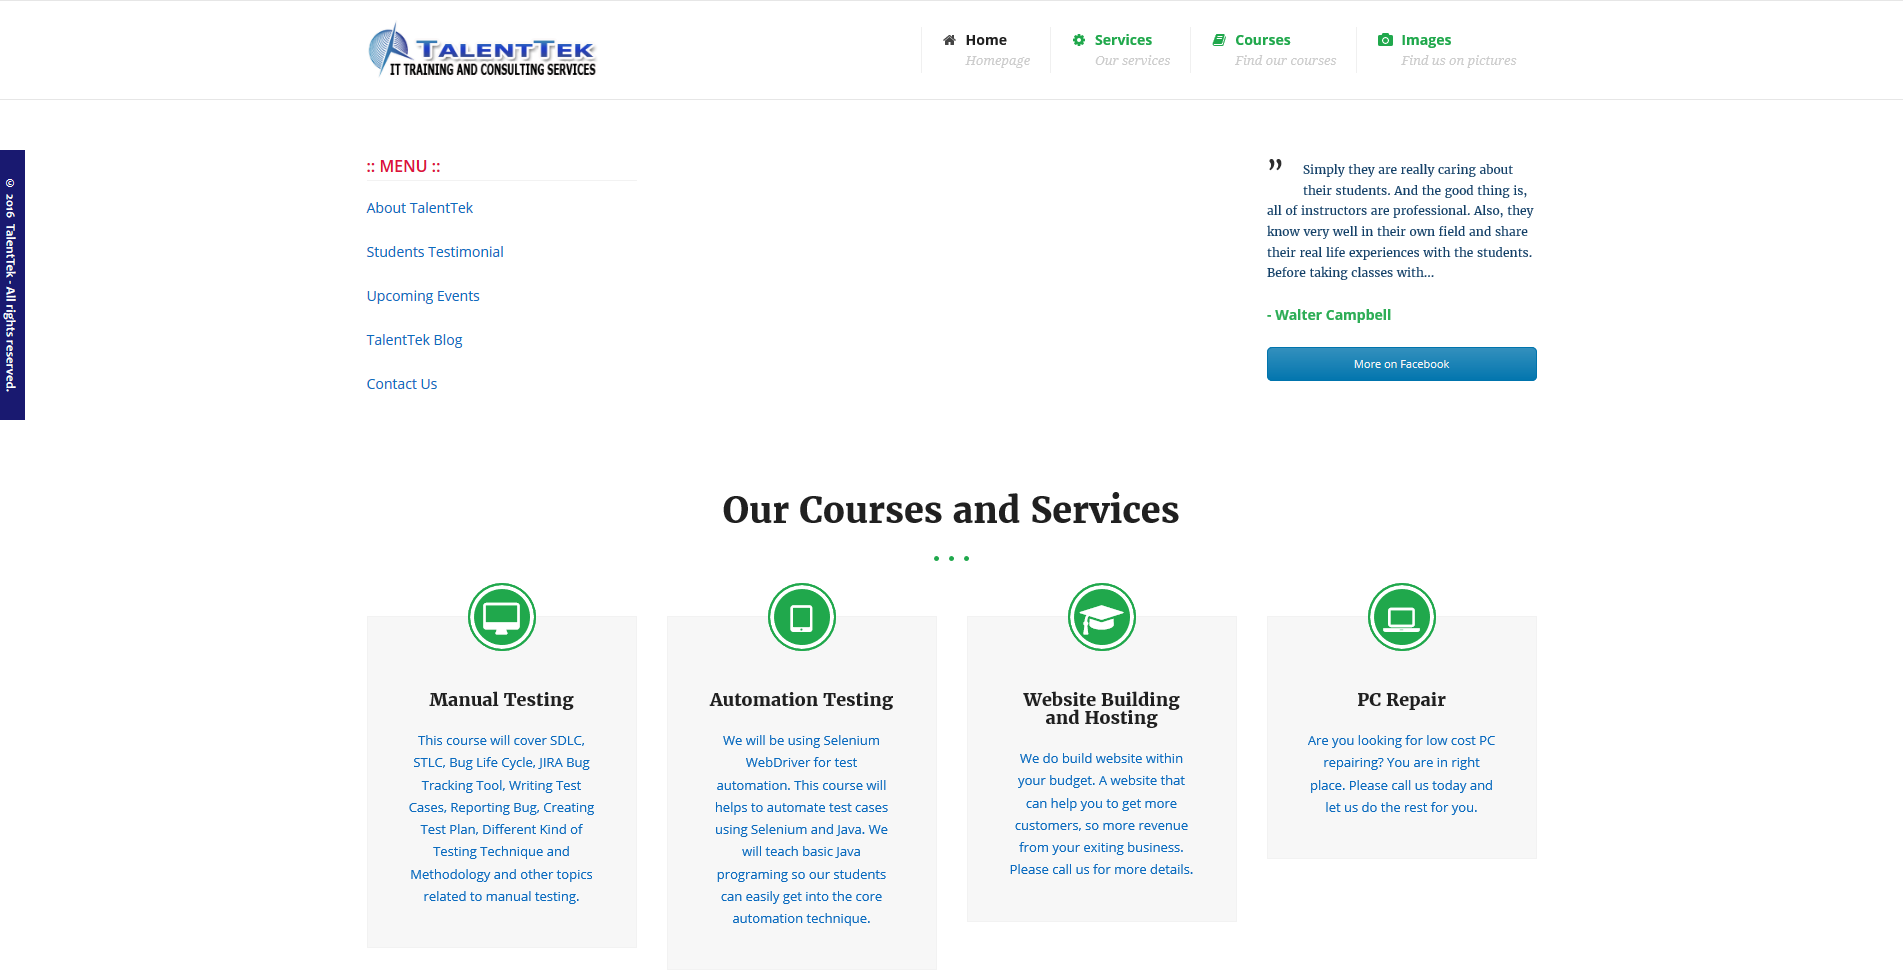 TALENTTEK
IT TRAINING AND CONSULTING SERVICES
Home
Homepage
Services
Our services
Courses
Find our courses
Images
Find us on pictures
© 2016 TalentTek - All rights reserved.
:: MENU ::
About TalentTek
Students Testimonial
Upcoming Events
TalentTek Blog
Contact Us
” Simply they are really caring about
their students. And the good thing is,
all of instructors are professional. Also, they
know very well in their own field and share
their real life experiences with the students.
Before taking classes with...
- Walter Campbell
More on Facebook
Our Courses and Services
Manual Testing
This course will cover SDLC,
STLC, Bug Life Cycle, JIRA Bug
Tracking Tool, Writing Test
Cases, Reporting Bug, Creating
Test Plan, Different Kind of
Testing Technique and
Methodology and other topics
related to manual testing.
Automation Testing
We will be using Selenium
WebDriver for test
automation. This course will
helps to automate test cases
using Selenium and Java. We
will teach basic Java
programing so our students
can easily get into the core
automation technique.
Website Building
and Hosting
We do build website within
your budget. A website that
can help you to get more
customers, so more revenue
from your exiting business.
Please call us for more details.
PC Repair
Are you looking for low cost PC
repairing? You are in right
place. Please call us today and
let us do the rest for you.